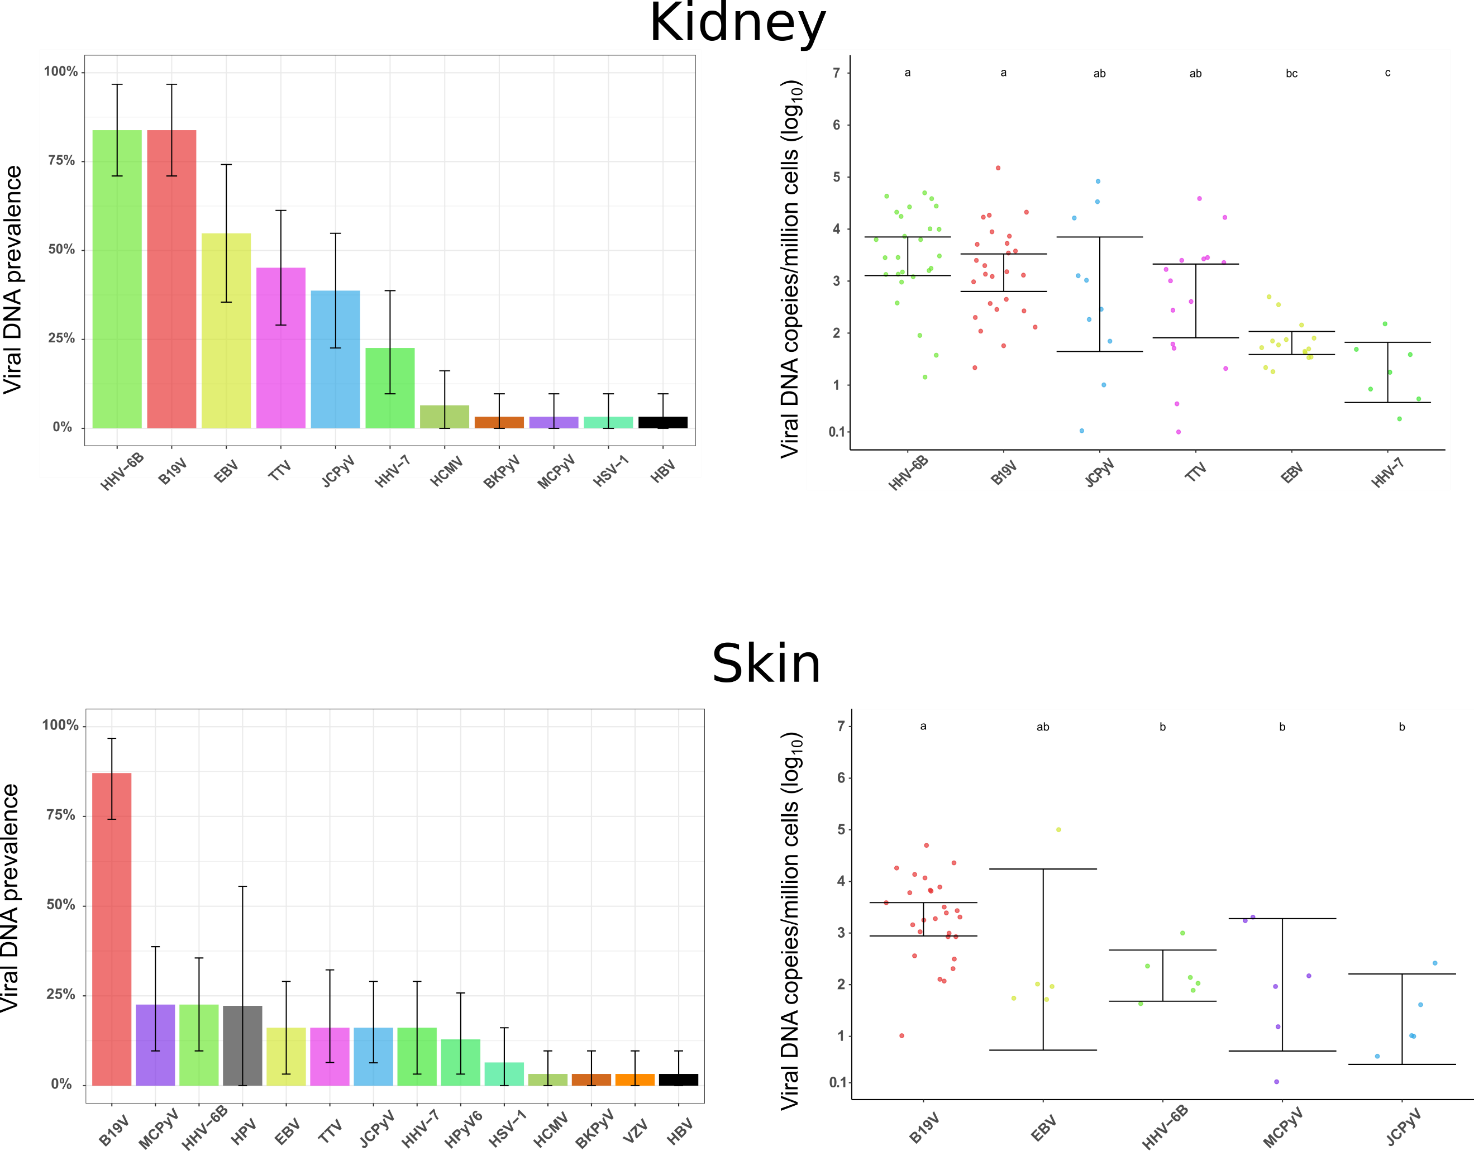 Kidney
Viral DNA prevalence
100%
75%
50%
25%
0%
HHV-6B
B19V
EBV
TTV
JCPyV
HHV-7
HCMV
BKPyV
MCPyV
HSV-1
HBV
Viral DNA copeies/million cells (log10)
7
6
5
4
3
2
1
0.1
a
a
ab
ab
bc
c
HHV-6B
B19V
JCPyV
TTV
EBV
HHV-7
Skin
Viral DNA prevalence
100%
75%
50%
25%
0%
B19V
MCPyV
HHV-6B
HPV
EBV
TTV
JCPyV
HHV-7
HPyV6
HSV-1
HCMV
BKPyV
VZV
HBV
Viral DNA copeies/million cells (log10)
7
6
5
4
3
2
1
0.1
a
ab
b
b
b
B19V
EBV
HHV-6B
MCPyV
JCPyV